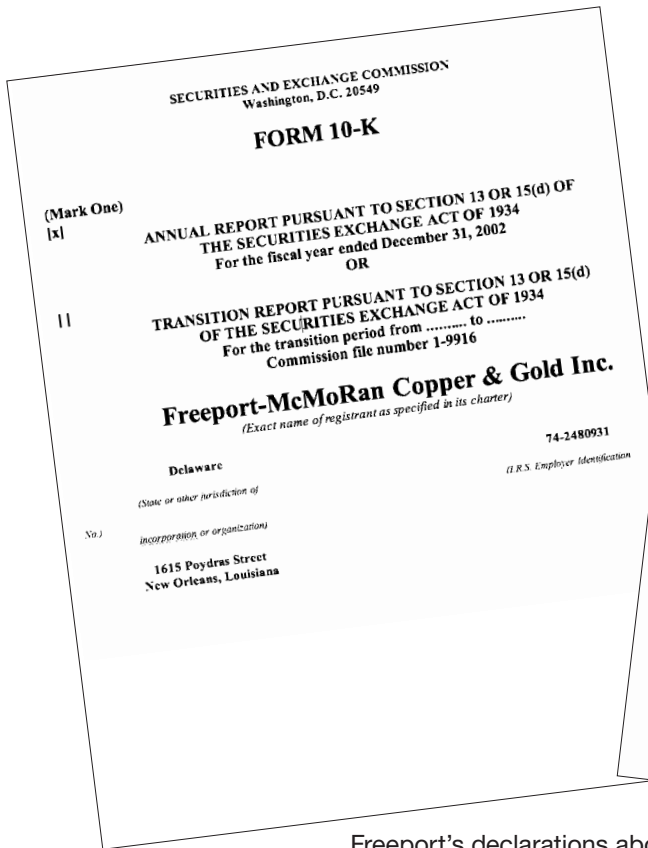 SECURITIES AND EXCHANGE COMMISSION
Washington, D.C. 20549
FORM 10-K
(Mark One)
|x|
ANNUAL REPORT PURSUANT TO SECTION 13 OR 15(d) OF
THE SECURITIES EXCHANGE ACT OF 1934
For the fiscal year ended December 31, 2002
OR
| |
TRANSITION REPORT PURSUANT TO SECTION 13 OR 15(d)
OF THE SECURITIES EXCHANGE ACT OF 1934
For the transition period from .......... to ..........
Commission file number 1-9916
Freeport-McMoRan Copper & Gold Inc.
(Exact name of registrant as specified in its charter)
Delaware
74-2480931
(State or other jurisdiction of
(I.R.S. Employer Identification
No.)
incorporation or organization)
1615 Poydras Street
New Orleans, Louisiana
Freeport's declarations